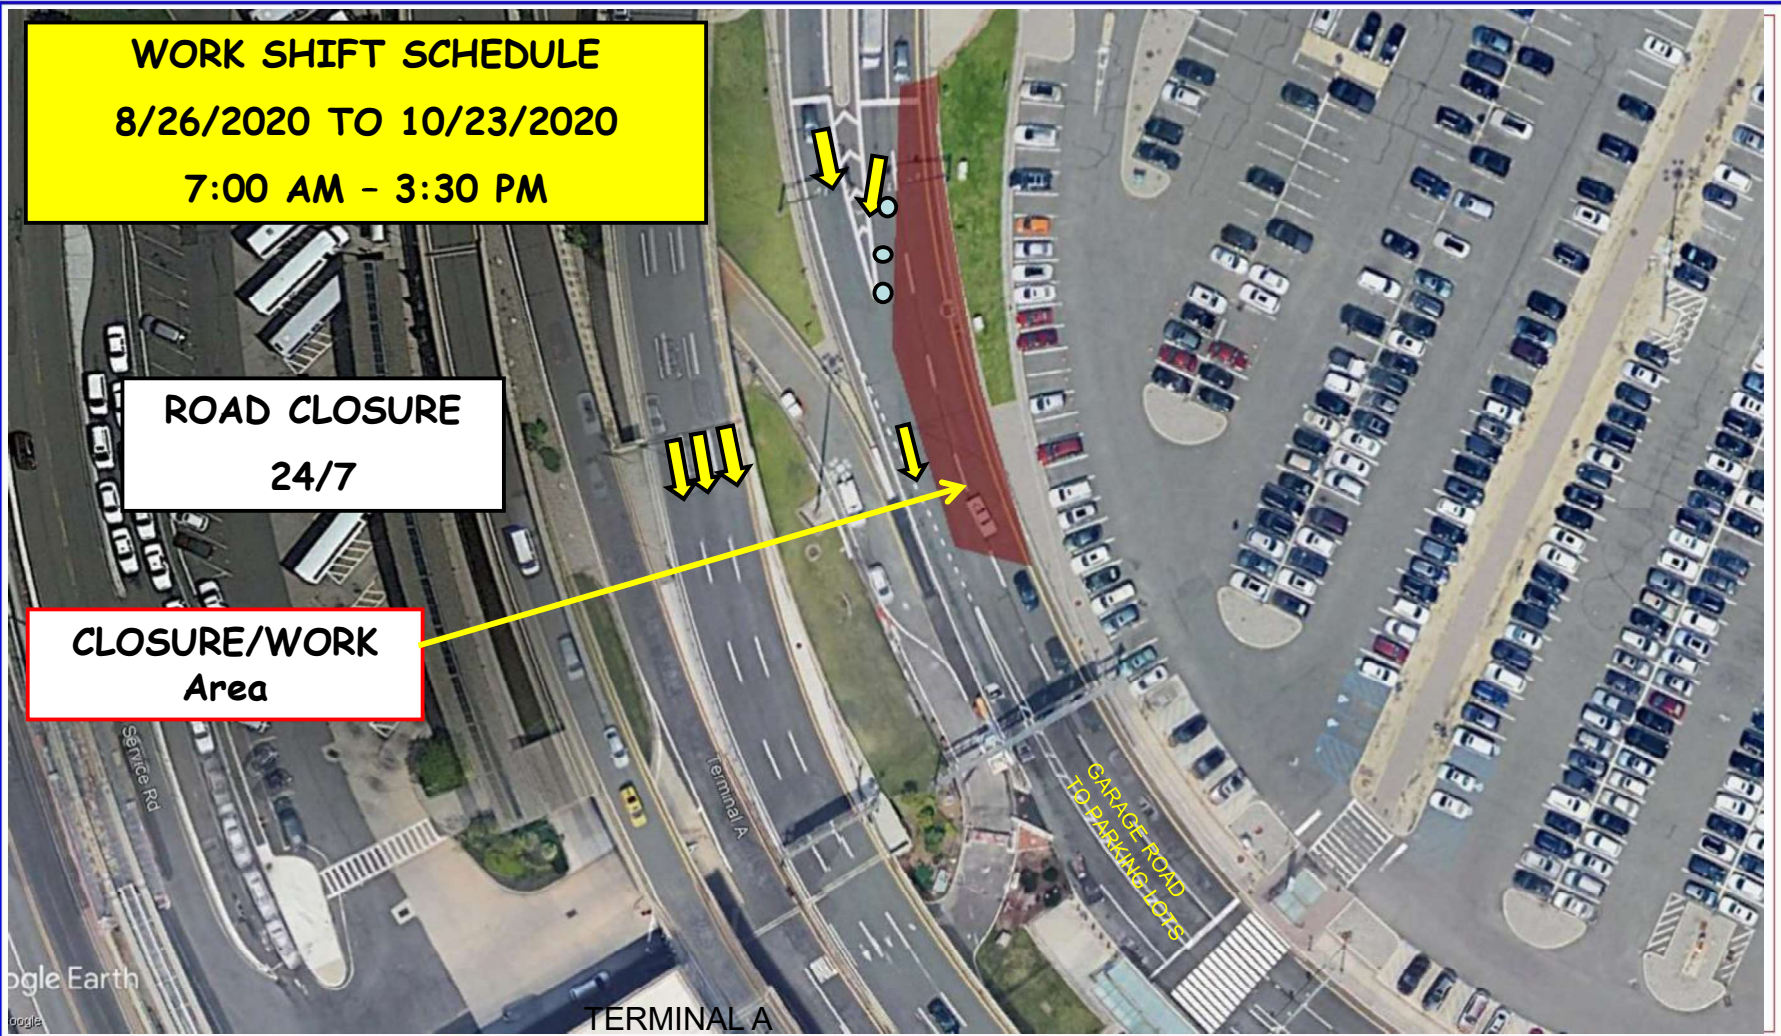 WORK SHIFT SCHEDULE
8/26/2020 TO 10/23/2020
7:00 AM – 3:30 PM
ROAD CLOSURE
24/7
CLOSURE/WORK
Area
Service Rd
Terminal A
GARAGE ROAD
TO PARKING LOTS
ogle Earth
oogle
TERMINAL A